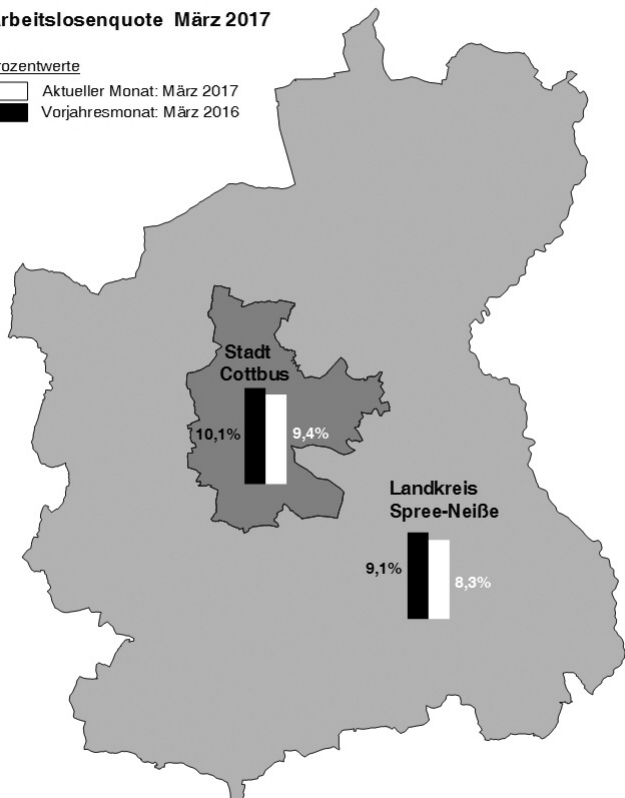 rbeitslosenquote März 2017
rozentwerte
Aktueller Monat: März 2017
Vorjahresmonat: März 2016
Stadt
Cottbus
10,1%
9,4%
Landkreis
Spree-Neiße
9,1%
8,3%